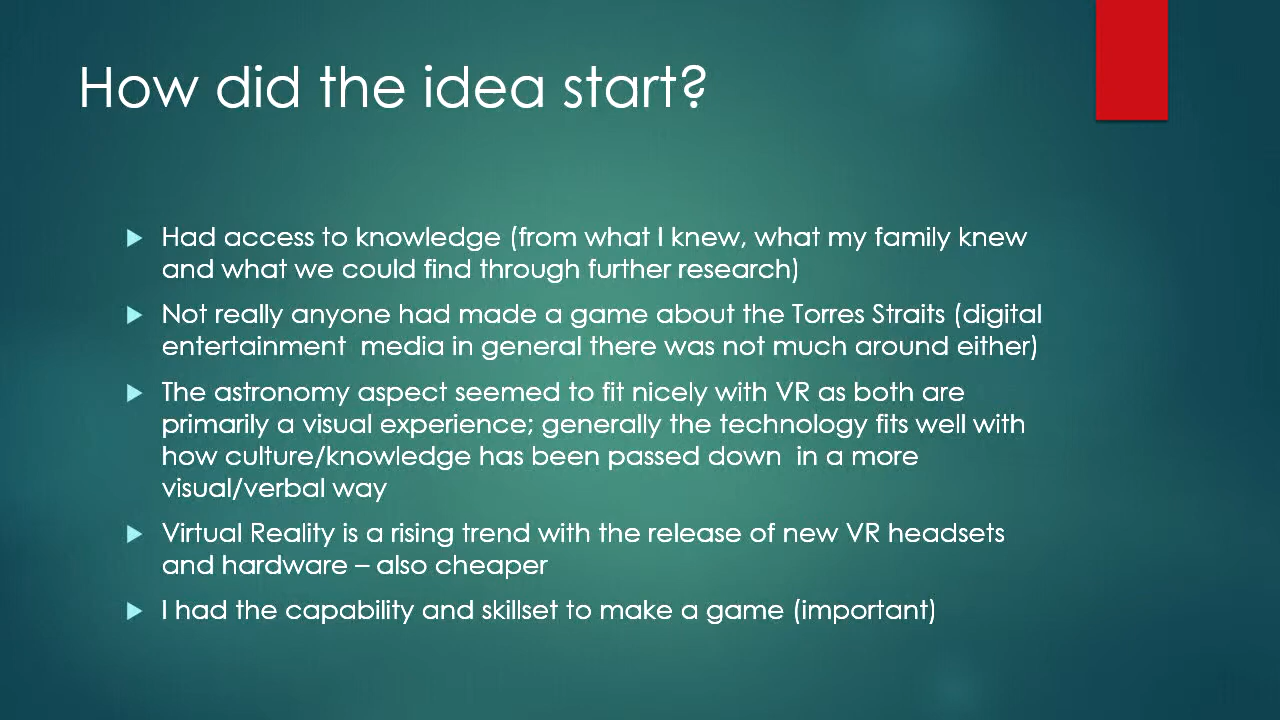 How did the idea start?
Had access to knowledge (from what I knew, what my family knew
and what we could find through further research)
Not really anyone had made a game about the Torres Straits (digital
entertainment  media in general there was not much around either)
The astronomy aspect seemed to fit nicely with VR as both are
primarily a visual experience; generally the technology fits well with
how culture/knowledge has been passed down  in a more
visual/verbal way
Virtual Reality is a rising trend with the release of new VR headsets
and hardware – also cheaper
I had the capability and skillset to make a game (important)